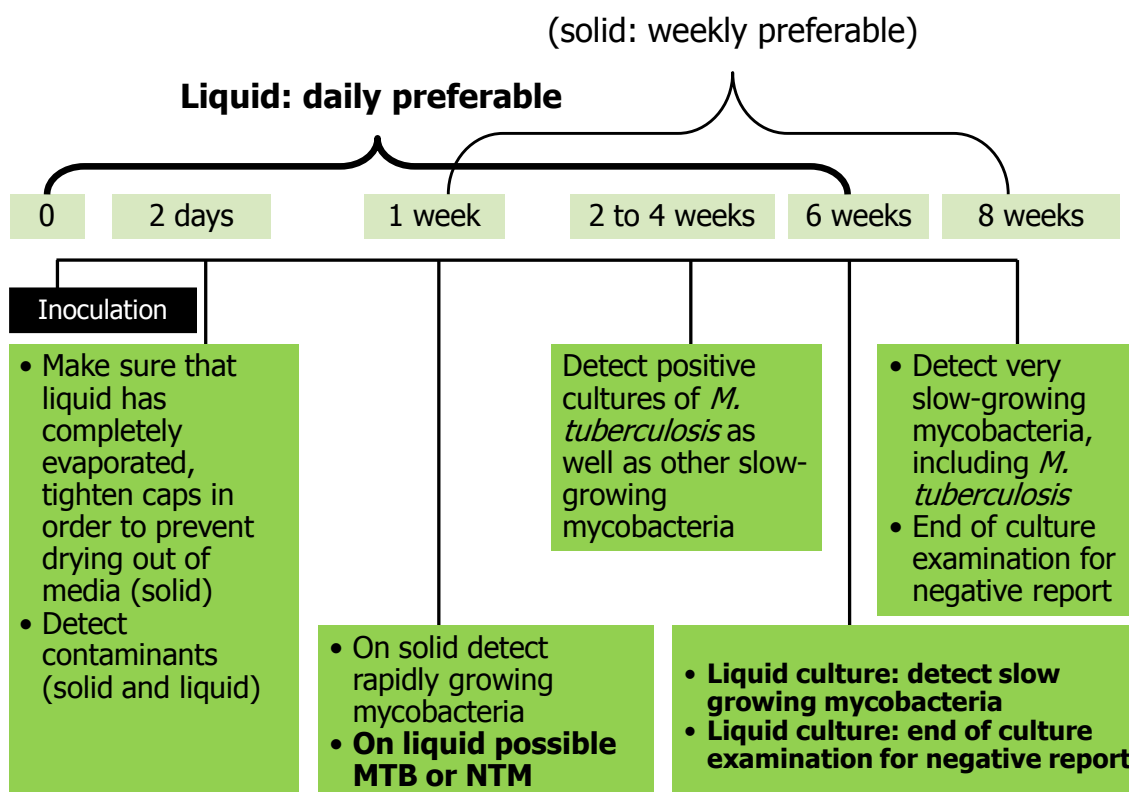 (solid: weekly preferable)
Liquid: daily preferable
0
2 days
1 week
2 to 4 weeks
6 weeks
8 weeks
Inoculation
• Make sure that
liquid has
completely
evaporated,
tighten caps in
order to prevent
drying out of
media (solid)
• Detect
contaminants
(solid and liquid)
• On solid detect
rapidly growing
mycobacteria
• On liquid possible
MTB or NTM
Detect positive
cultures of M.
tuberculosis as
well as other slow-
growing
mycobacteria
• Liquid culture: detect slow
growing mycobacteria
• Liquid culture: end of culture
examination for negative report
• Detect very
slow-growing
mycobacteria,
including M.
tuberculosis
• End of culture
examination for
negative report